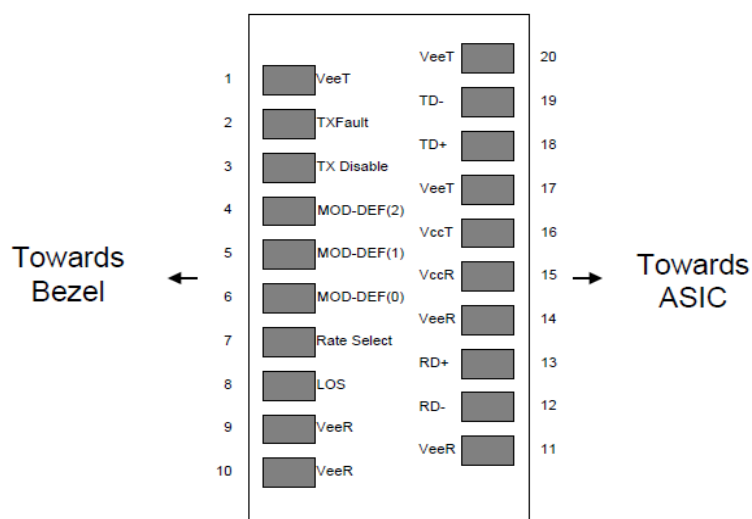 VeeT 20
1 VeeT
TD- 19
2 TXFault
TD+ 18
3 TX Disable
VeeT 17
4 MOD-DEF(2)
VccT 16
5 MOD-DEF(1)
Towards
Bezel
VccR 15
Towards
ASIC
6 MOD-DEF(0)
VeeR 14
7 Rate Select
RD+ 13
8 LOS
RD- 12
9 VeeR
VeeR 11
10 VeeR